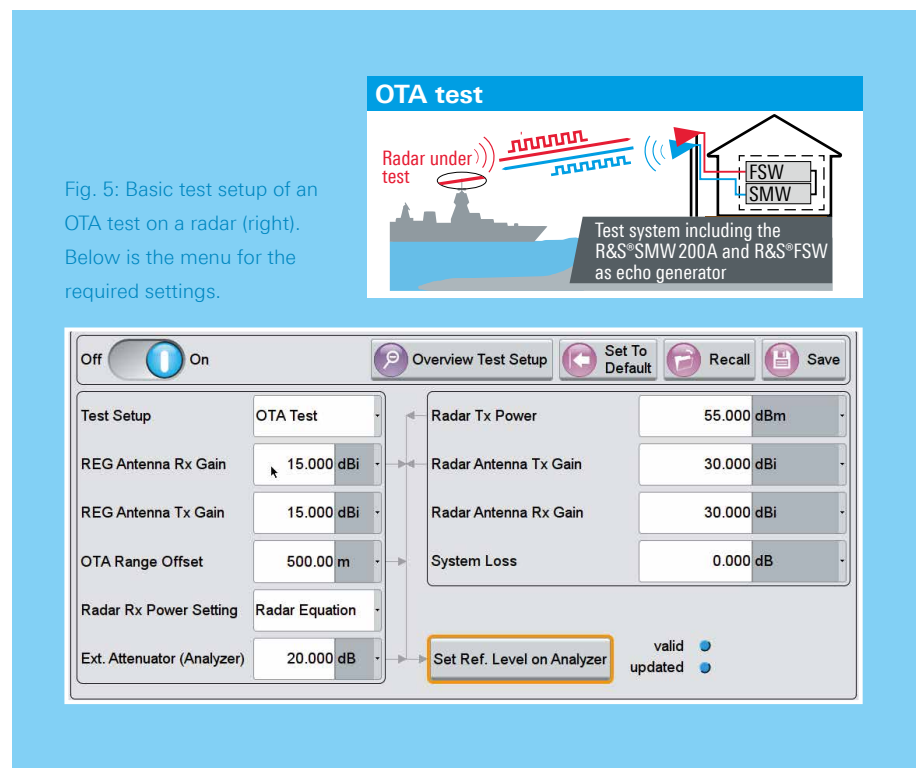 OTA test
Radar under
test
FSW
SMW
Test system including the
R&S®SMW200A and R&S®FSW
as echo generator
Fig. 5: Basic test setup of an
OTA test on a radar (right).
Below is the menu for the
required settings.
Off On Overview Test Setup Set To Default Recall Save
Test Setup OTA Test
REG Antenna Rx Gain 15.000 dBi
REG Antenna Tx Gain 15.000 dBi
OTA Range Offset 500.00 m
Radar Rx Power Setting Radar Equation
Ext. Attenuator (Analyzer) 20.000 dB
Radar Tx Power 55.000 dBm
Radar Antenna Tx Gain 30.000 dBi
Radar Antenna Rx Gain 30.000 dBi
System Loss 0.000 dB
Set Ref. Level on Analyzer
valid
updated